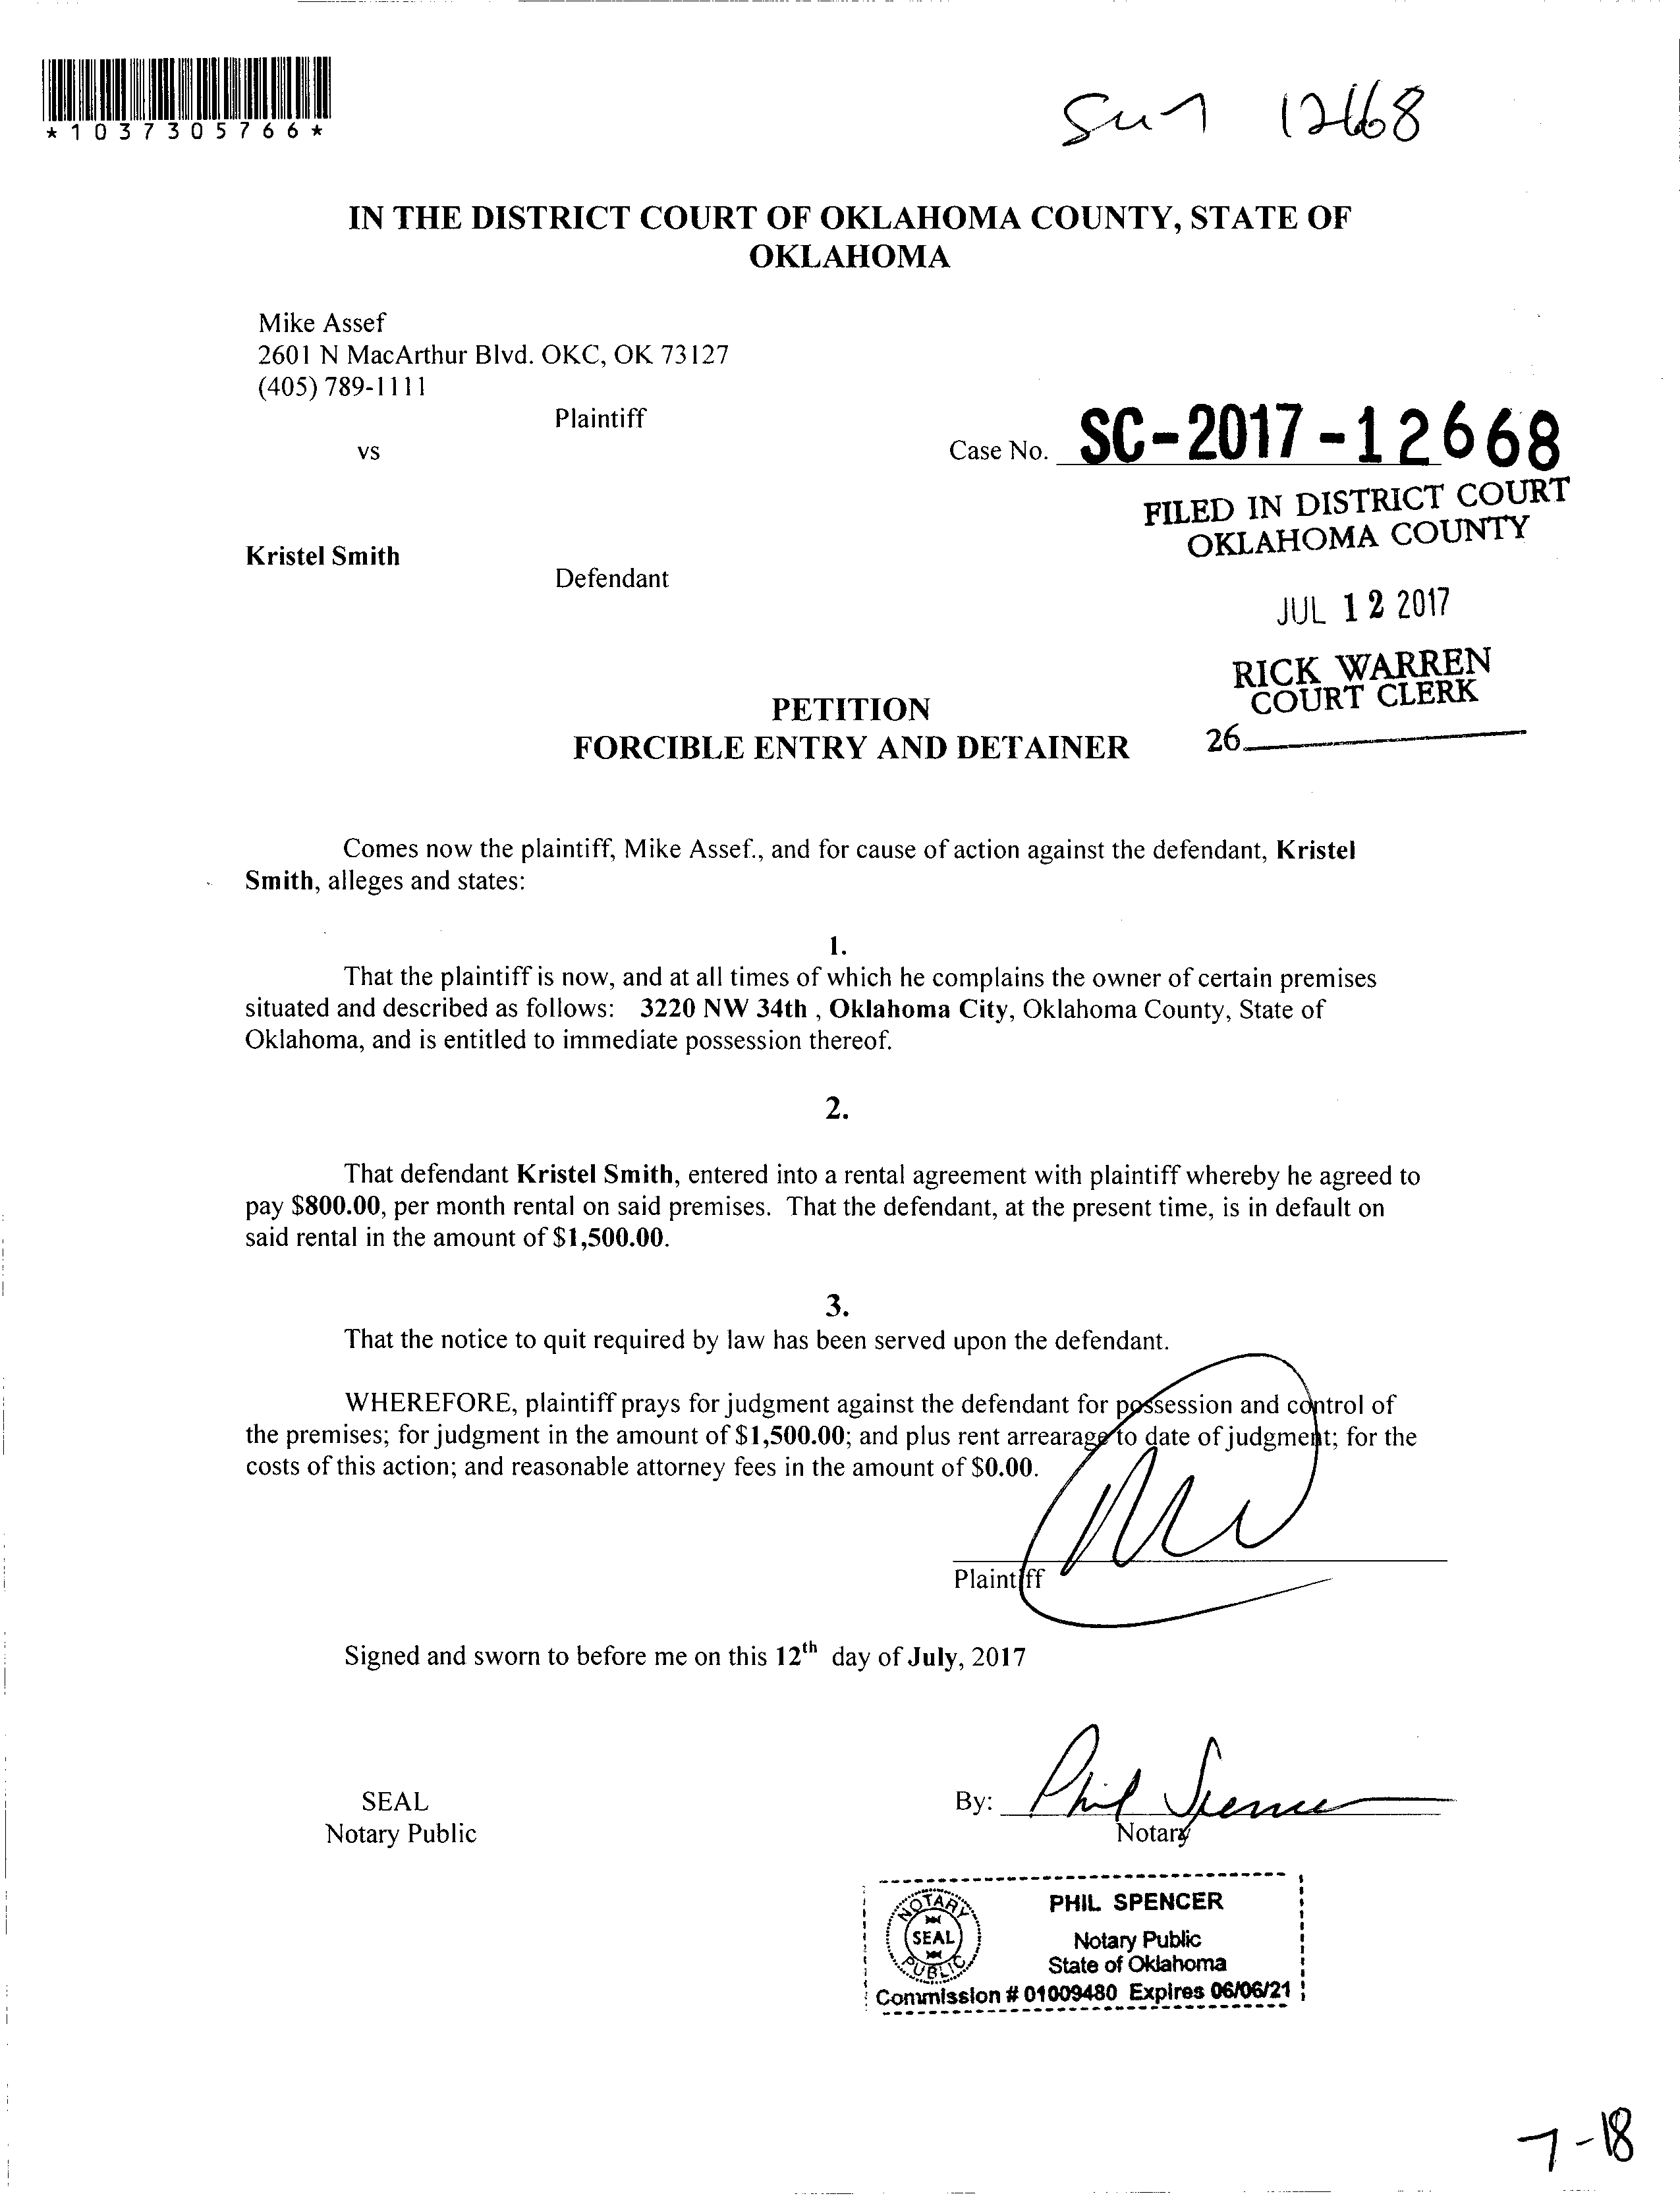 *1037305766*
12668
IN THE DISTRICT COURT OF OKLAHOMA COUNTY, STATE OF
OKLAHOMA
Mike Assef
2601 N MacArthur Blvd. OKC, OK 73127
(405) 789-1111
Plaintiff
vs
Case No. SC-2017-12668
FILED IN DISTRICT COURT
OKLAHOMA COUNTY
Kristel Smith
Defendant
JUL 12 2017
RICK WARREN
COURT CLERK
26
PETITION
FORCIBLE ENTRY AND DETAINER
Comes now the plaintiff, Mike Assef., and for cause of action against the defendant, Kristel
Smith, alleges and states:
1.
That the plaintiff is now, and at all times of which he complains the owner of certain premises
situated and described as follows: 3220 NW 34th , Oklahoma City, Oklahoma County, State of
Oklahoma, and is entitled to immediate possession thereof.
2.
That defendant Kristel Smith, entered into a rental agreement with plaintiff whereby he agreed to
pay $800.00, per month rental on said premises. That the defendant, at the present time, is in default on
said rental in the amount of $1,500.00.
3.
That the notice to quit required by law has been served upon the defendant.
WHEREFORE, plaintiff prays for judgment against the defendant for possession and control of
the premises; for judgment in the amount of $1,500.00; and plus rent arrearage to date of judgment; for the
costs of this action; and reasonable attorney fees in the amount of $0.00.
Plaintiff
Signed and sworn to before me on this 12th day of July, 2017
SEAL
Notary Public
By: Phil Spencer
Notary
NOTARY
SEAL
PUBLIC
PHIL SPENCER
Notary Public
State of Oklahoma
Commission # 01009480 Expires 06/06/21
7-18